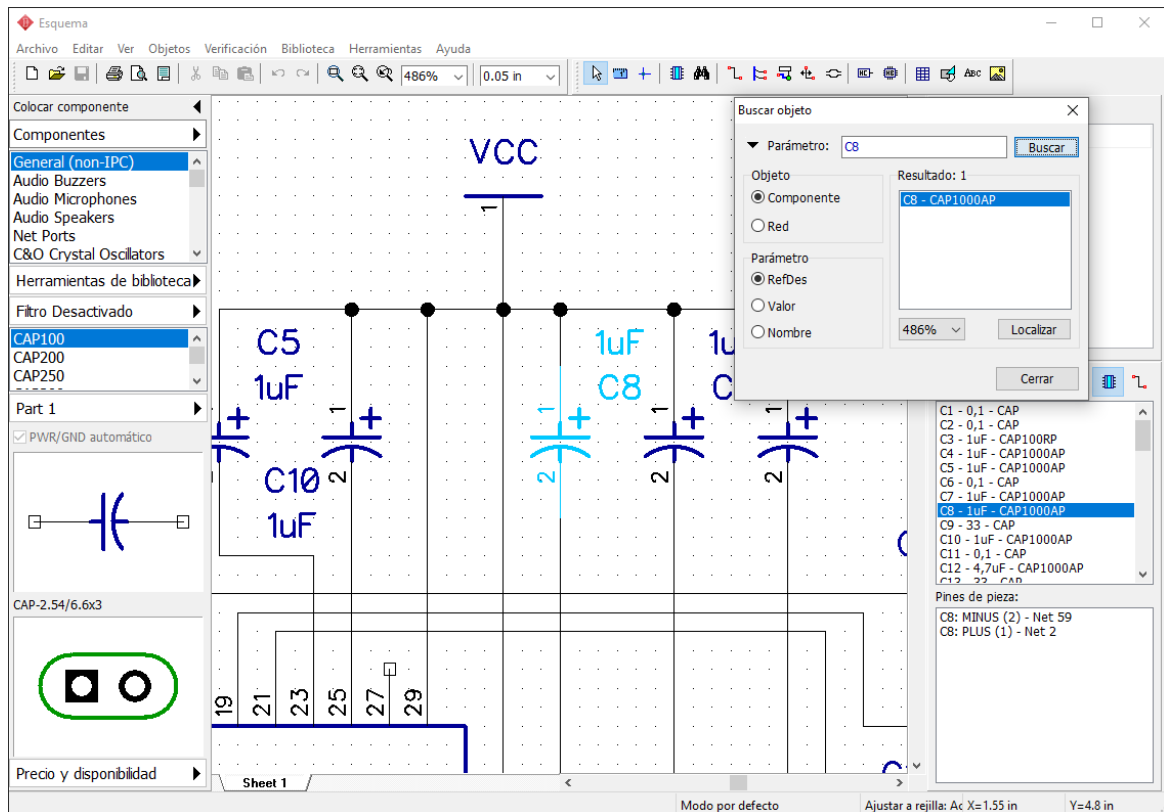 Esquema
Archivo Editar Ver Objetos Verificación Biblioteca Herramientas Ayuda
486% 0.05 in ABC
Colocar componente
Componentes
General (non-IPC)
Audio Buzzers
Audio Microphones
Audio Speakers
Net Ports
C&O Crystal Oscillators
Herramientas de biblioteca
Filtro Desactivado
CAP100
CAP200
CAP250
Part 1
PWR/GND automático
CAP-2.54/6.6x3
Precio y disponibilidad
VCC
1
C5
1uF
1
2
C10
1uF
1uF
C8
1
2
1
2
1
2
19
21
23
25
27
29
Sheet 1
Buscar objeto
Parámetro: C8 Buscar
Objeto
Componente
Red
Parámetro
RefDes
Valor
Nombre
Resultado: 1
C8 - CAP1000AP
486% Localizar
Cerrar
C1 - 0,1 - CAP
C2 - 0,1 - CAP
C3 - 1uF - CAP100RP
C4 - 1uF - CAP1000AP
C5 - 1uF - CAP1000AP
C6 - 0,1 - CAP
C7 - 1uF - CAP1000AP
C8 - 1uF - CAP1000AP
C9 - 33 - CAP
C10 - 1uF - CAP1000AP
C11 - 0,1 - CAP
C12 - 4,7uF - CAP1000AP
C13 - 33 - CAP
Pines de pieza:
C8: MINUS (2) - Net 59
C8: PLUS (1) - Net 2
Modo por defecto Ajustar a rejilla: Ac X=1.55 in Y=4.8 in